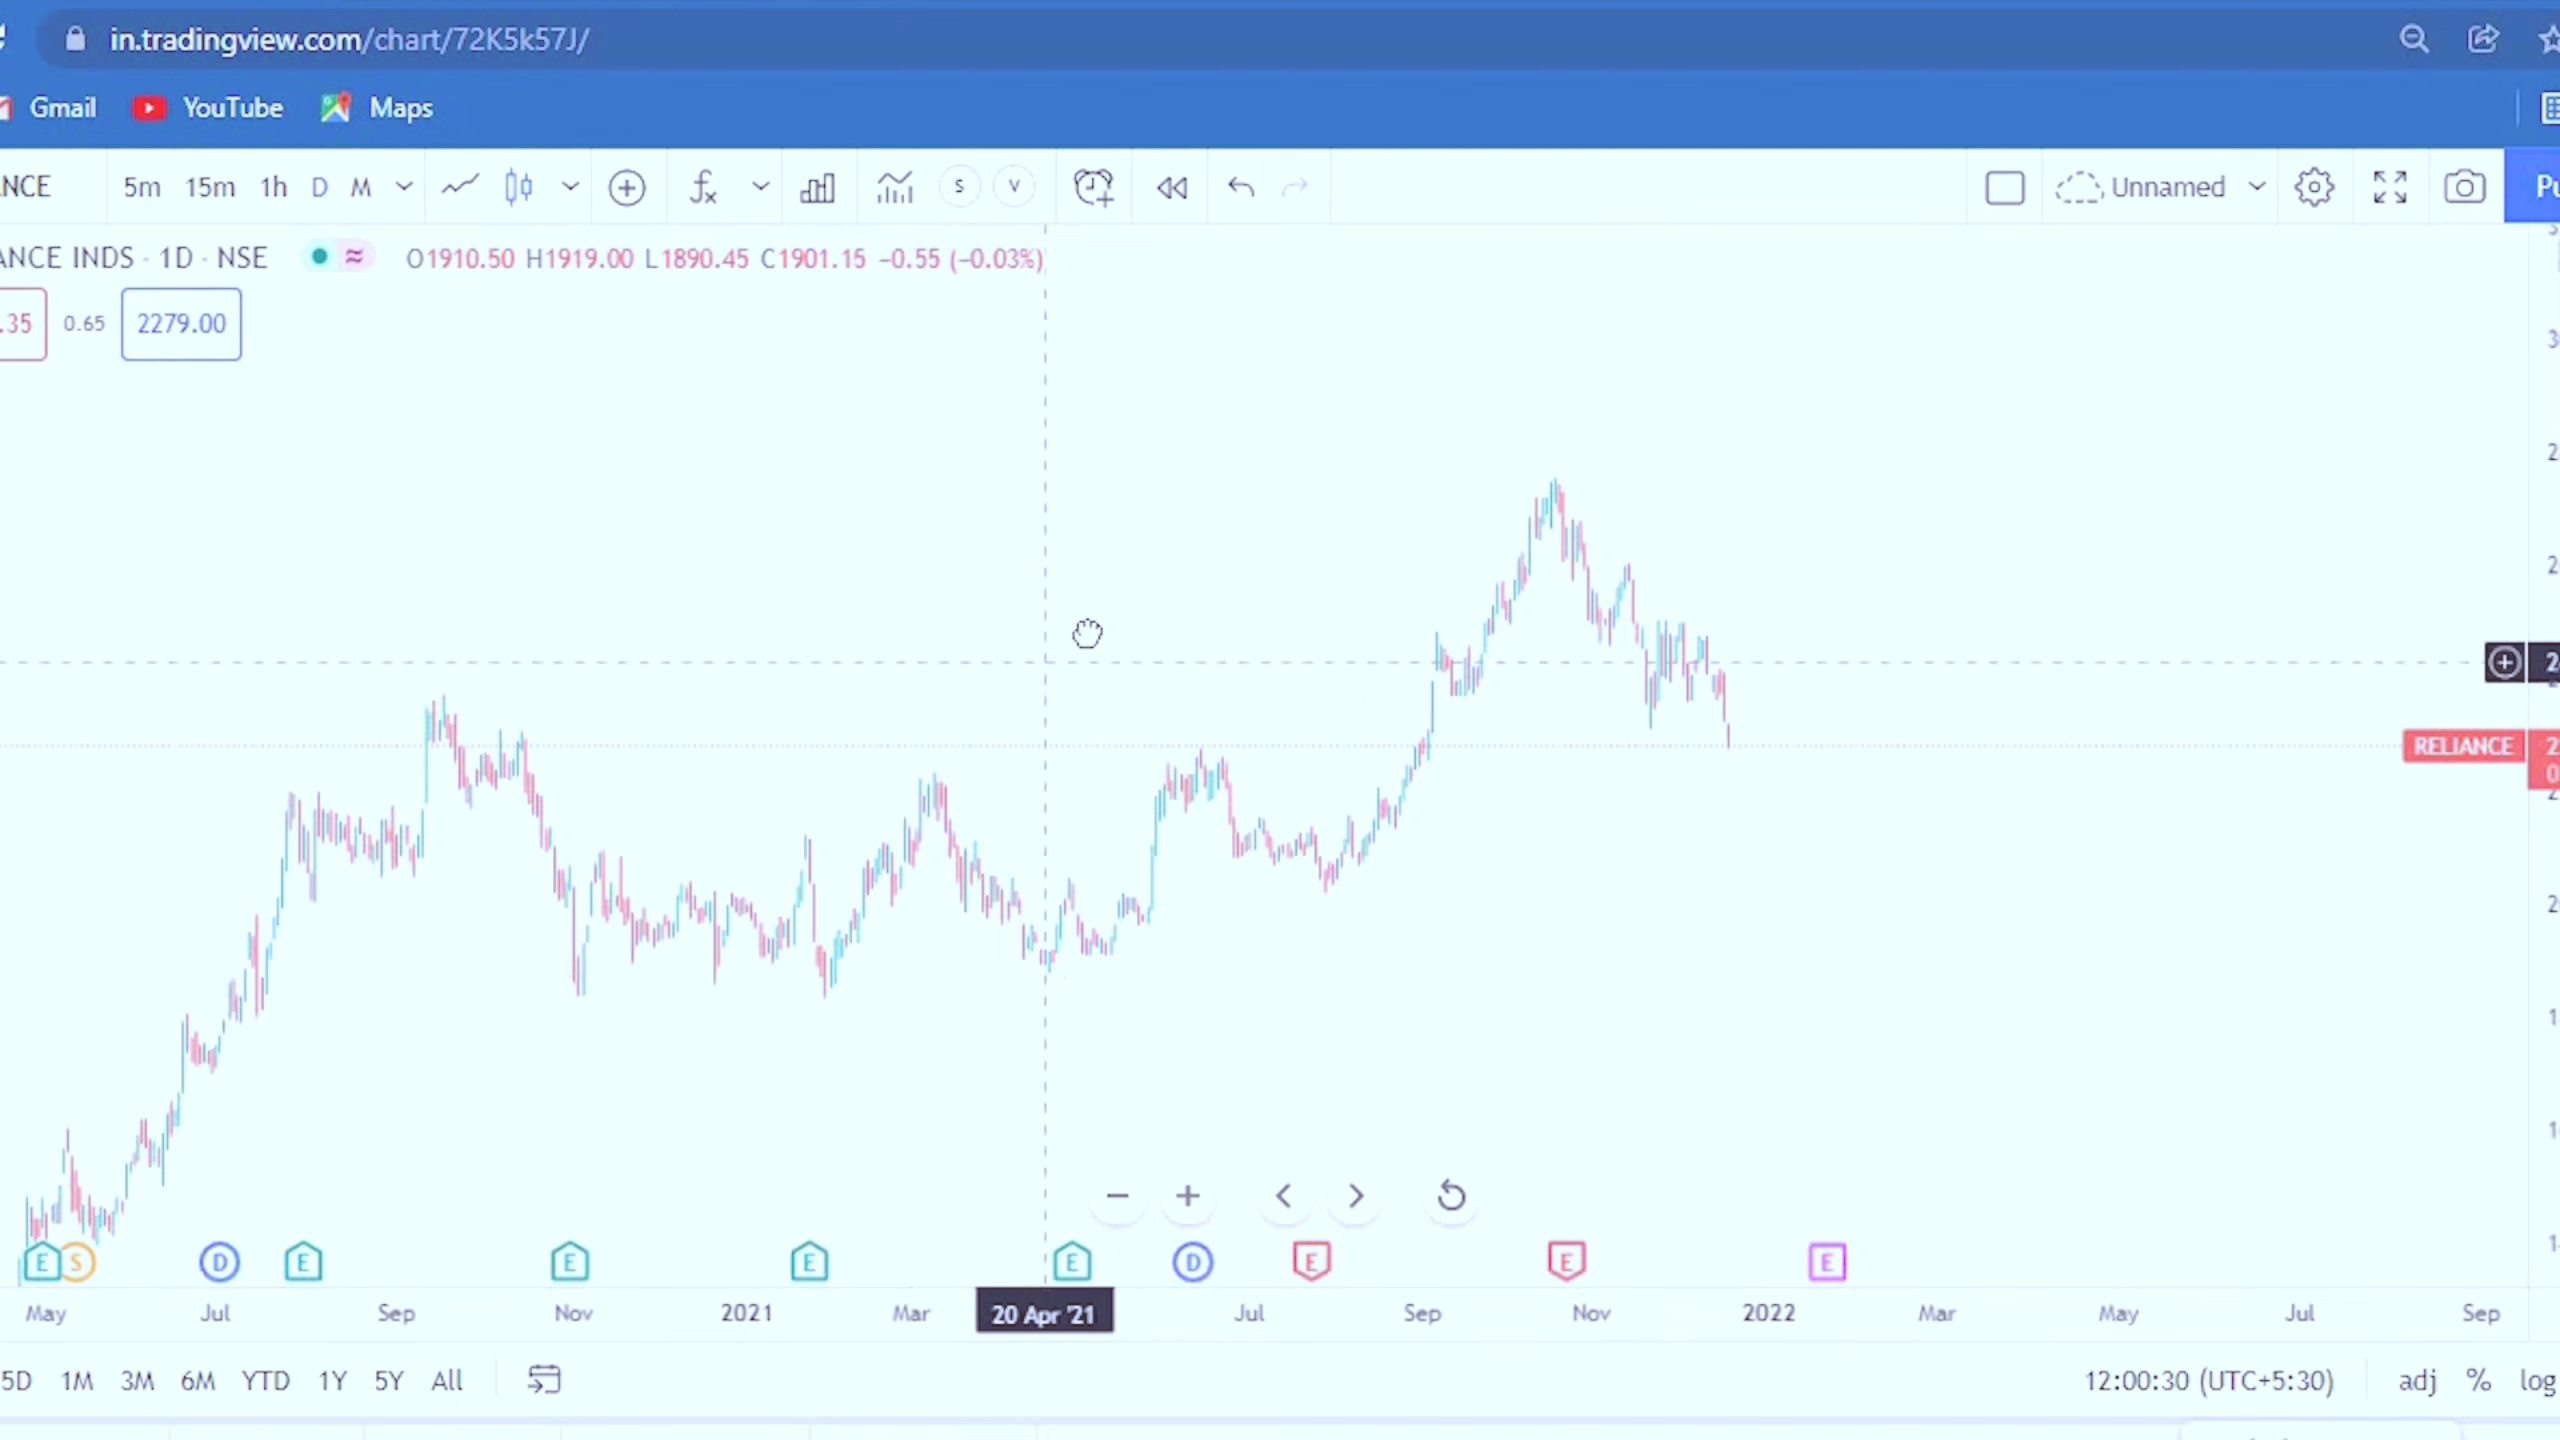 in.tradingview.com/chart/72K5k57J/
Gmail YouTube Maps
NCE 5m 15m 1h D M S V Unnamed Pu
ANCE INDS · 1D · NSE O1910.50 H1919.00 L1890.45 C1901.15 −0.55 (−0.03%)
.35 0.65 2279.00
RELIANCE
E S D E E E E D E E E
May Jul Sep Nov 2021 Mar 20 Apr '21 Jul Sep Nov 2022 Mar May Jul Sep
5D 1M 3M 6M YTD 1Y 5Y All 12:00:30 (UTC+5:30) adj % log